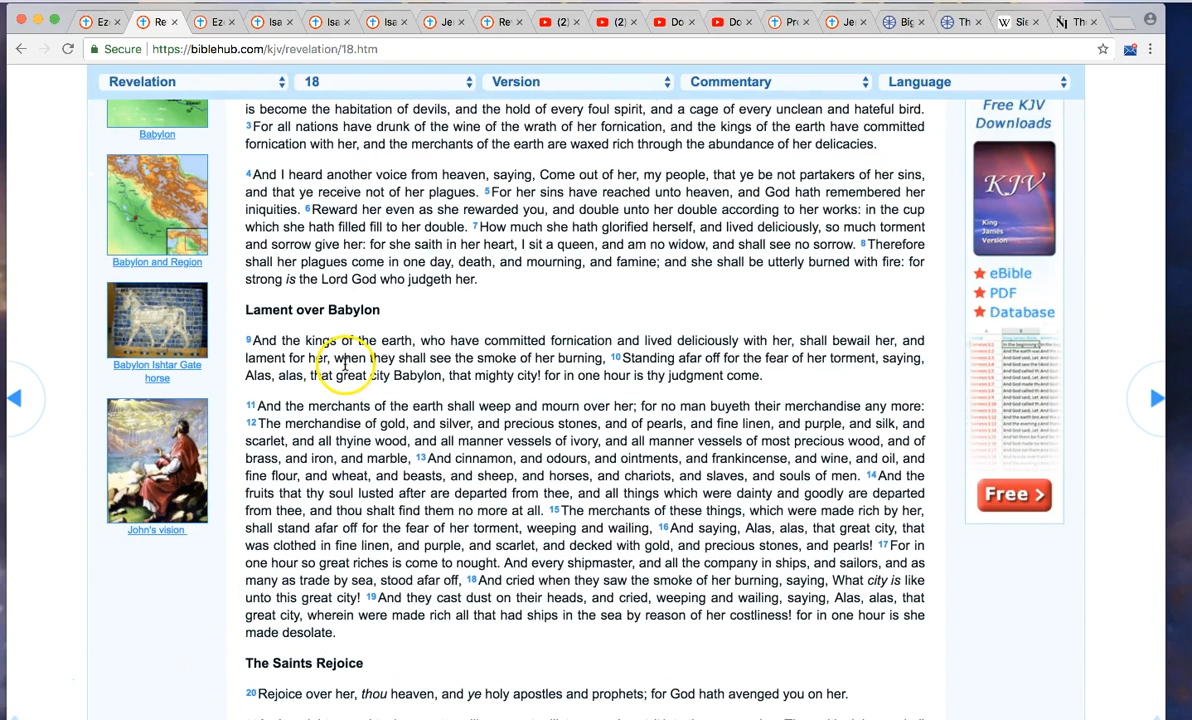 Ez
Re
Ez
Isa
Isa
Isa
Je
Re
(2)
(2)
Do
Do
Pr
Je
Big
Th
Sie
Th
Secure | https://biblehub.com/kjv/revelation/18.htm
Revelation 18 Version Commentary Language
is become the habitation of devils, and the hold of every foul spirit, and a cage of every unclean and hateful bird.
3For all nations have drunk of the wine of the wrath of her fornication, and the kings of the earth have committed
fornication with her, and the merchants of the earth are waxed rich through the abundance of her delicacies.
4And I heard another voice from heaven, saying, Come out of her, my people, that ye be not partakers of her sins,
and that ye receive not of her plagues. 5For her sins have reached unto heaven, and God hath remembered her
iniquities. 6Reward her even as she rewarded you, and double unto her double according to her works: in the cup
which she hath filled fill to her double. 7How much she hath glorified herself, and lived deliciously, so much torment
and sorrow give her: for she saith in her heart, I sit a queen, and am no widow, and shall see no sorrow. 8Therefore
shall her plagues come in one day, death, and mourning, and famine; and she shall be utterly burned with fire: for
strong is the Lord God who judgeth her.
Lament over Babylon
9And the kings of the earth, who have committed fornication and lived deliciously with her, shall bewail her, and
lament for her, when they shall see the smoke of her burning, 10Standing afar off for the fear of her torment, saying,
Alas, alas, that great city Babylon, that mighty city! for in one hour is thy judgment come.
11And the merchants of the earth shall weep and mourn over her; for no man buyeth their merchandise any more:
12The merchandise of gold, and silver, and precious stones, and of pearls, and fine linen, and purple, and silk, and
scarlet, and all thyine wood, and all manner vessels of ivory, and all manner vessels of most precious wood, and of
brass, and iron, and marble, 13And cinnamon, and odours, and ointments, and frankincense, and wine, and oil, and
fine flour, and wheat, and beasts, and sheep, and horses, and chariots, and slaves, and souls of men. 14And the
fruits that thy soul lusted after are departed from thee, and all things which were dainty and goodly are departed
from thee, and thou shalt find them no more at all. 15The merchants of these things, which were made rich by her,
shall stand afar off for the fear of her torment, weeping and wailing, 16And saying, Alas, alas, that great city, that
was clothed in fine linen, and purple, and scarlet, and decked with gold, and precious stones, and pearls! 17For in
one hour so great riches is come to nought. And every shipmaster, and all the company in ships, and sailors, and as
many as trade by sea, stood afar off, 18And cried when they saw the smoke of her burning, saying, What city is like
unto this great city! 19And they cast dust on their heads, and cried, weeping and wailing, saying, Alas, alas, that
great city, wherein were made rich all that had ships in the sea by reason of her costliness! for in one hour is she
made desolate.
The Saints Rejoice
20Rejoice over her, thou heaven, and ye holy apostles and prophets; for God hath avenged you on her.
Babylon
Babylon and Region
Babylon Ishtar Gate
horse
John's vision
Free KJV
Downloads
KJV
King
James
Version
eBible
PDF
Database
Free >